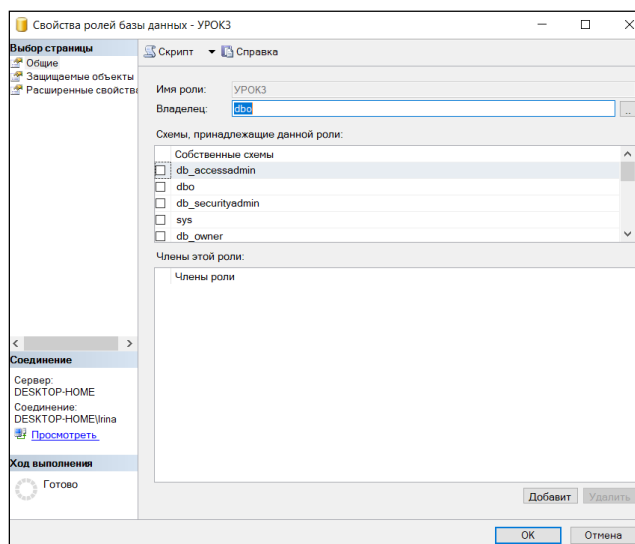 Свойства ролей базы данных - УРОК3
Выбор страницы
Общие
Защищаемые объекты
Расширенные свойства
Скрипт
Справка
Имя роли:
УРОК3
Владелец:
dbo
..
Схемы, принадлежащие данной роли:
Собственные схемы
db_accessadmin
dbo
db_securityadmin
sys
db_owner
Члены этой роли:
Члены роли
Соединение
Сервер:
DESKTOP-HOME
Соединение:
DESKTOP-HOME\Irina
Просмотреть
Ход выполнения
Готово
Добавит
Удалить
OK
Отмена